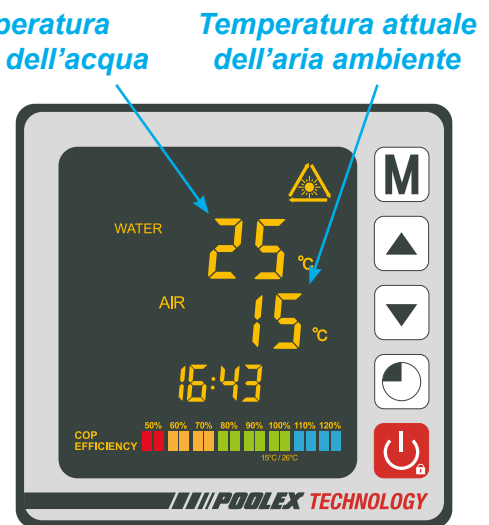 peratura
dell’acqua
Temperatura attuale
dell’aria ambiente
M
WATER
25 °C
AIR
15 °C
16:43
50% 60% 70% 80% 90% 100% 110% 120%
COP
EFFICIENCY
15°C / 26°C
POOLEX TECHNOLOGY